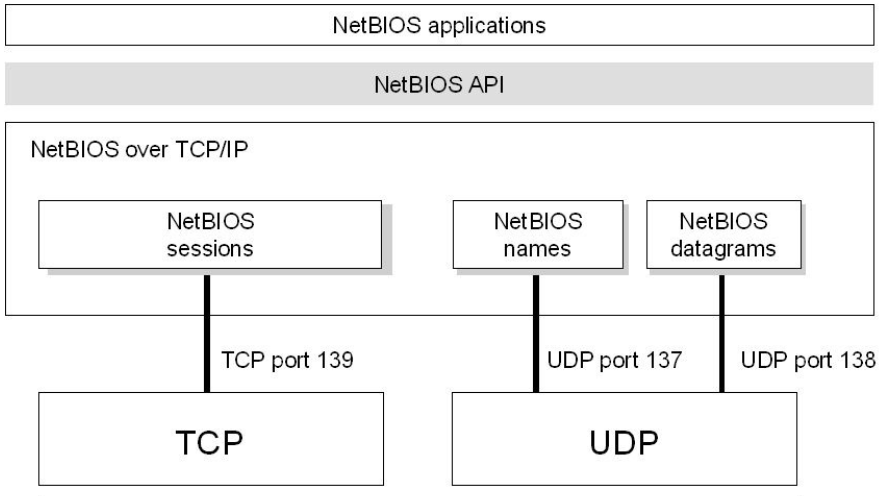 NetBIOS applications
NetBIOS API
NetBIOS over TCP/IP
NetBIOS
sessions
NetBIOS
names
NetBIOS
datagrams
TCP port 139
UDP port 137
UDP port 138
TCP
UDP